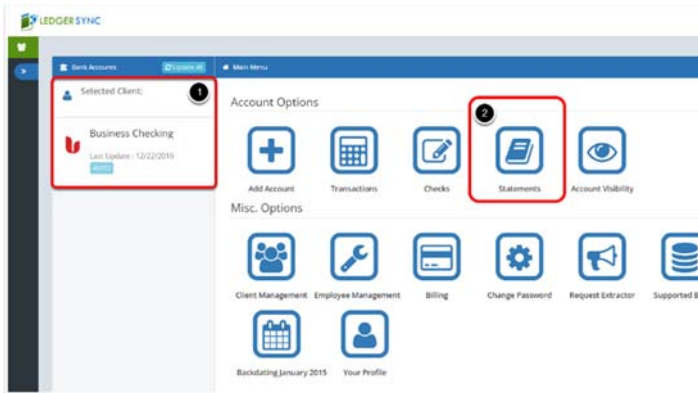 LEDGER SYNC
Bank Accounts
Update All
Main Menu
Selected Client:
1
Business Checking
Last Update : 12/22/2016
AUTO
Account Options
2
Add Account
Transactions
Checks
Statements
Account Visibility
Misc. Options
Client Management
Employee Management
Billing
Change Password
Request Extractor
Supported B
Backdating January 2015
Your Profile